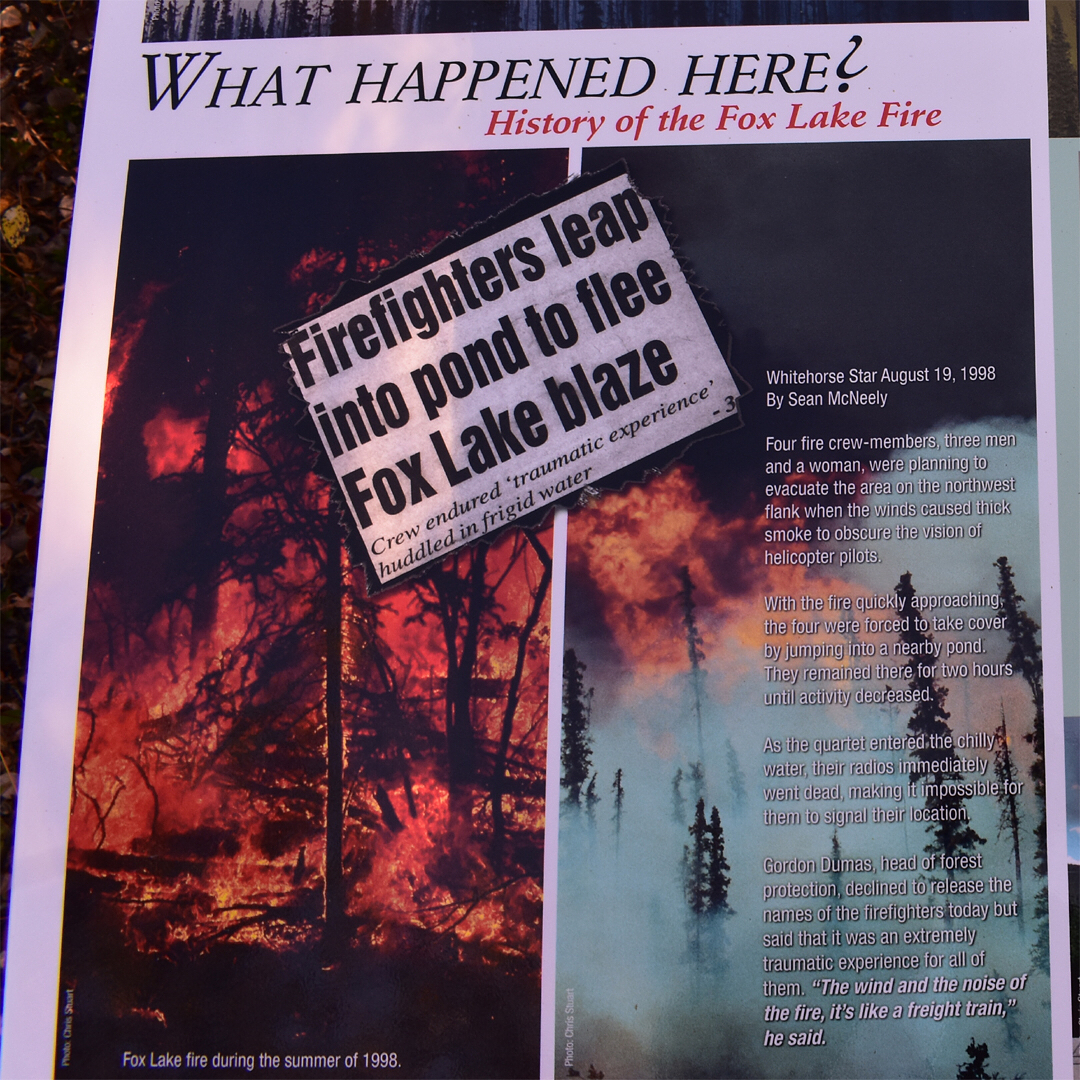 WHAT HAPPENED HERE?
History of the Fox Lake Fire
Firefighters leap
into pond to flee
Fox Lake blaze
Crew endured ‘traumatic experience’
huddled in frigid water
- 3
Whitehorse Star August 19, 1998
By Sean McNeely
Four fire crew-members, three men
and a woman, were planning to
evacuate the area on the northwest
flank when the winds caused thick
smoke to obscure the vision of
helicopter pilots.
With the fire quickly approaching,
the four were forced to take cover
by jumping into a nearby pond.
They remained there for two hours
until activity decreased.
As the quartet entered the chilly
water, their radios immediately
went dead, making it impossible for
them to signal their location.
Gordon Dumas, head of forest
protection, declined to release the
names of the firefighters today but
said that it was an extremely
traumatic experience for all of
them. “The wind and the noise of
the fire, it’s like a freight train,”
he said.
Photo: Chris Stuart
Fox Lake fire during the summer of 1998.
Photo: Chris Stuart